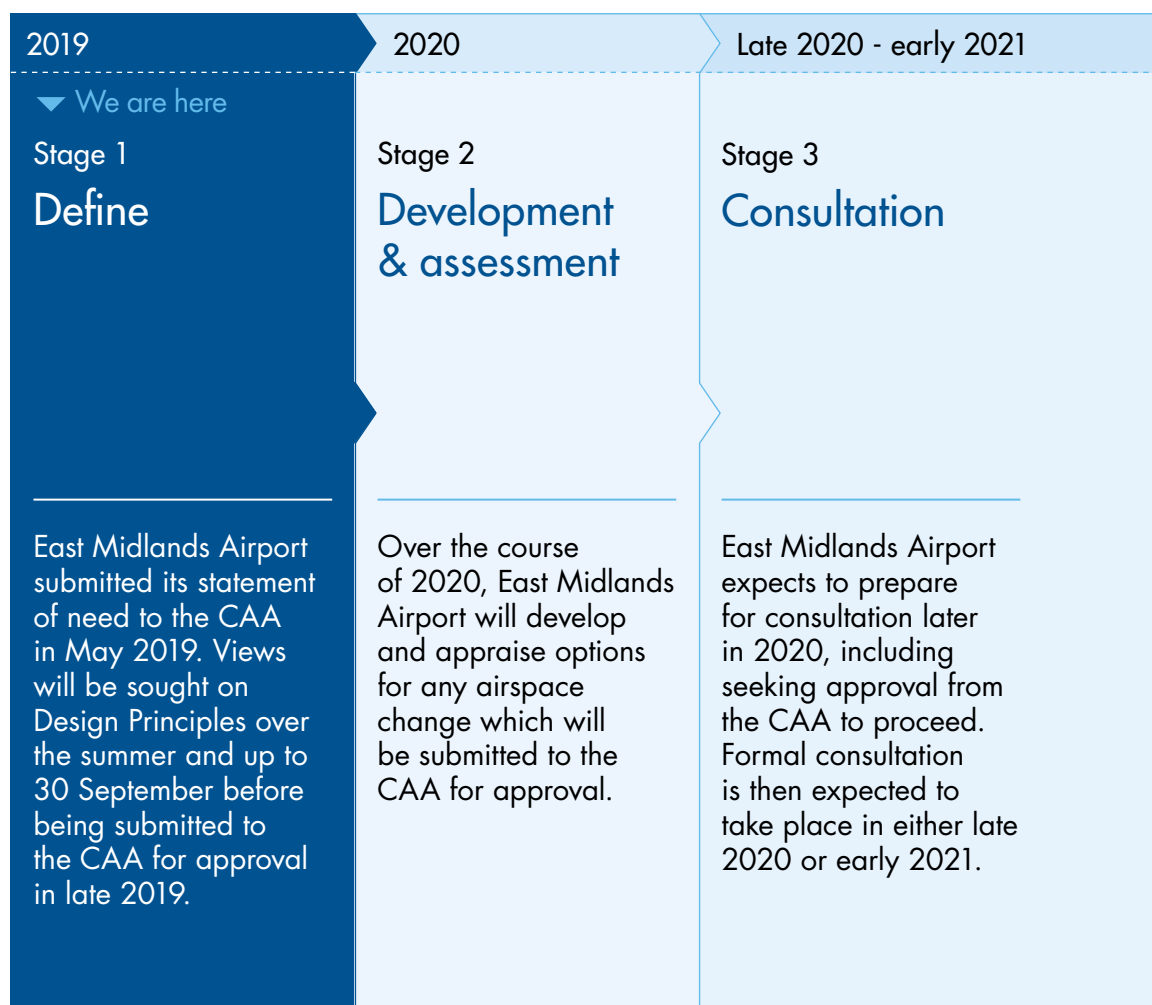 2019
We are here
Stage 1
Define
East Midlands Airport
submitted its statement
of need to the CAA
in May 2019. Views
will be sought on
Design Principles over
the summer and up to
30 September before
being submitted to
the CAA for approval
in late 2019.
2020
Stage 2
Development
& assessment
Over the course
of 2020, East Midlands
Airport will develop
and appraise options
for any airspace
change which will
be submitted to the
CAA for approval.
Late 2020 - early 2021
Stage 3
Consultation
East Midlands Airport
expects to prepare
for consultation later
in 2020, including
seeking approval from
the CAA to proceed.
Formal consultation
is then expected to
take place in either late
2020 or early 2021.